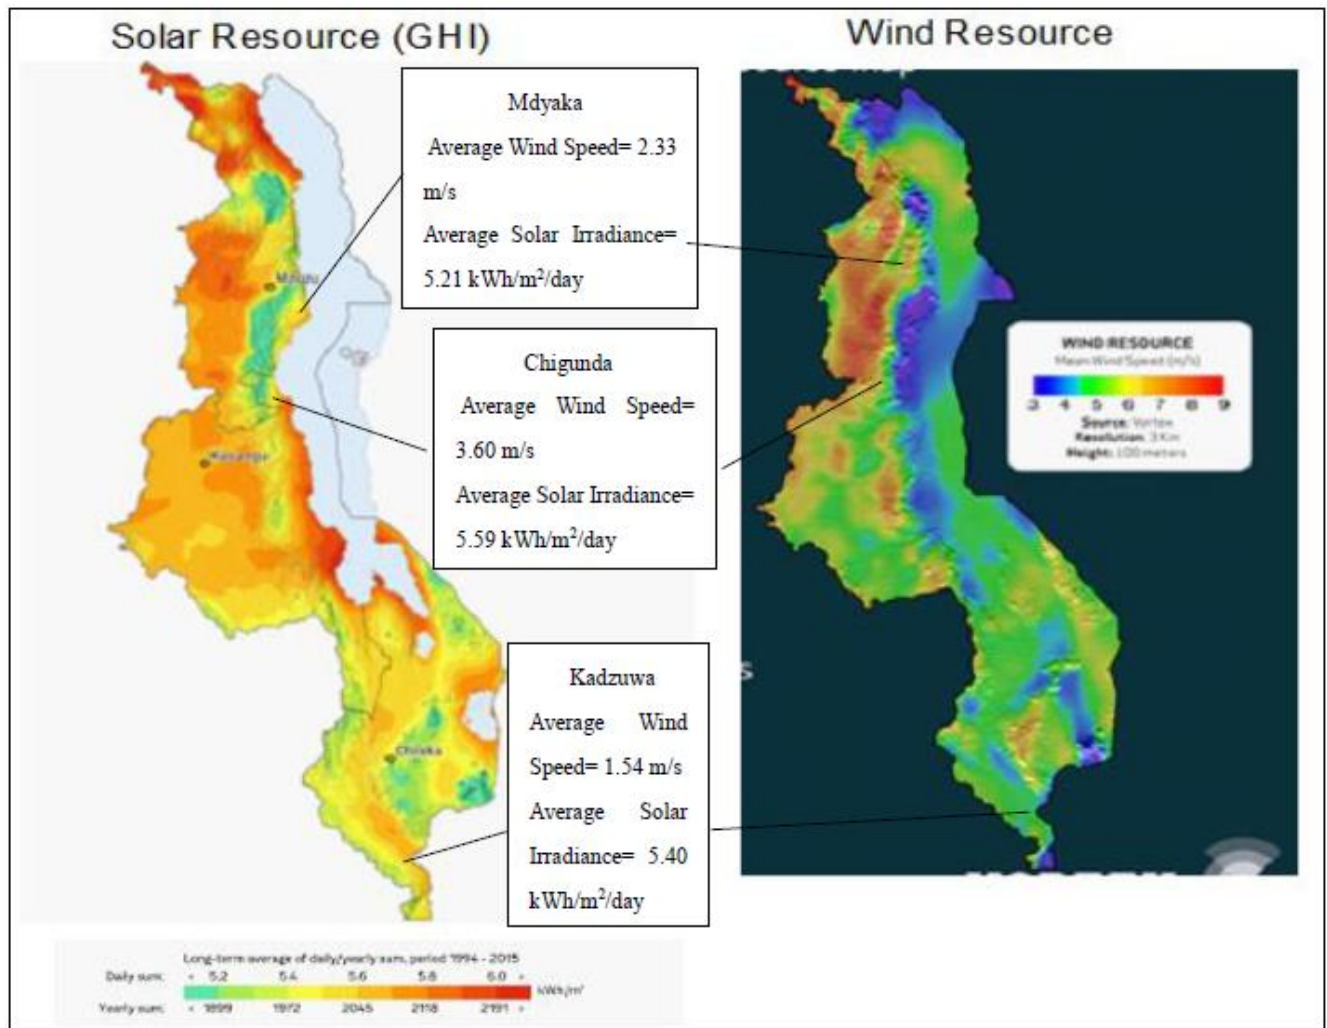 Solar Resource (GHI)
Wind Resource
Mdyaka
Average Wind Speed= 2.33
m/s
Average Solar Irradiance=
5.21 kWh/m²/day
Mzuzu
Chigunda
Average Wind Speed=
3.60 m/s
Average Solar Irradiance=
5.59 kWh/m²/day
WIND RESOURCE
Mean Wind Speed (m/s)
3 4 5 6 7 8 9
Source: Vortex
Resolution: 3 Km
Height: 100 meters
Kasungu
Kadzuwa
Average Wind
Speed= 1.54 m/s
Average Solar
Irradiance= 5.40
kWh/m²/day
Long-term average of daily/yearly sum, period 1994 - 2015
Daily sum: < 5.2 5.4 5.6 5.8 6.0 >
kWh/m²
Yearly sum: < 1899 1972 2045 2118 2191 >